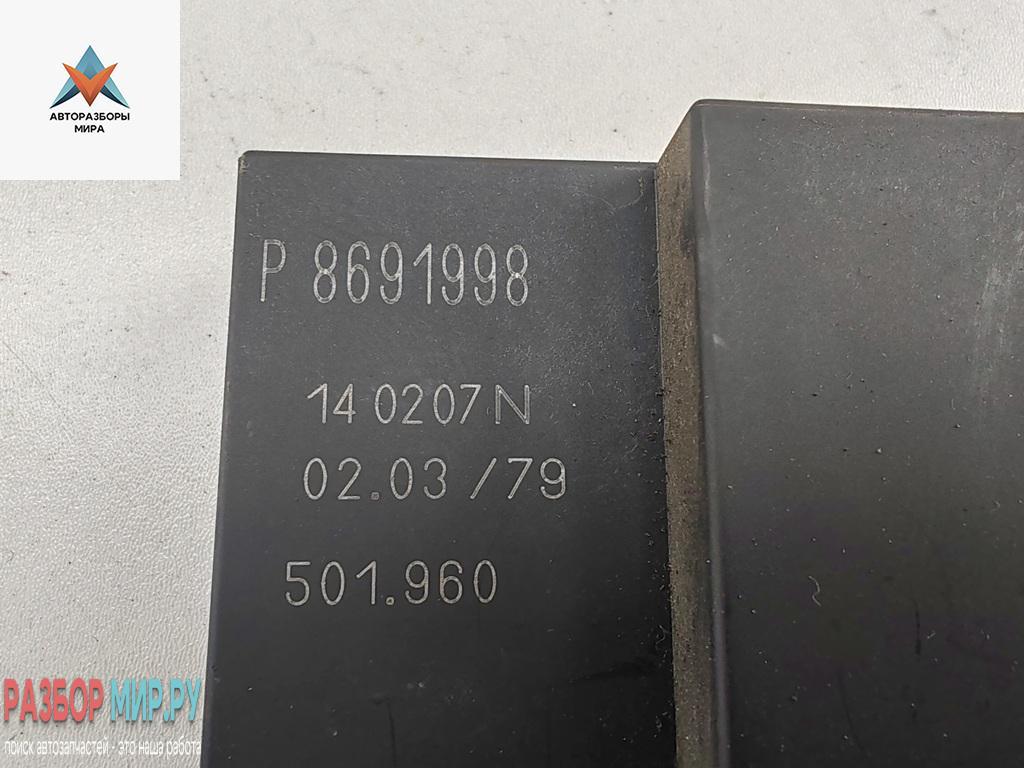 АВТОРАЗБОРЫ
МИРА
P 8691998
14 0207 N
02.03 /79
501.960
РАЗБОР МИР.РУ
поиск автозапчастей - это наша работа